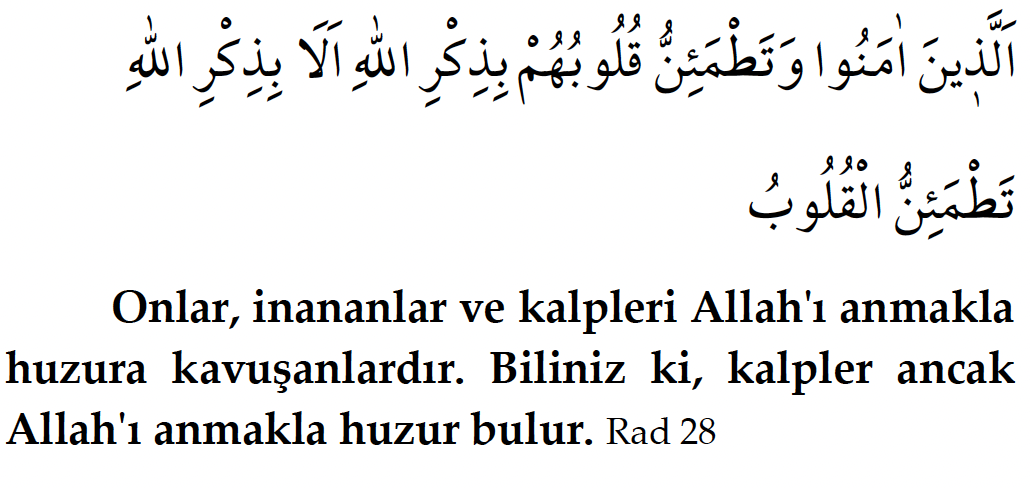 اَلَّذ۪ينَ اٰمَنُوا وَتَطْمَئِنُّ قُلُوبُهُمْ بِذِكْرِ اللّٰهِ اَلَا بِذِكْرِ اللّٰهِ
تَطْمَئِنُّ الْقُلُوبُ
Onlar, inananlar ve kalpleri Allah'ı anmakla
huzura kavuşanlardır. Biliniz ki, kalpler ancak
Allah'ı anmakla huzur bulur. Rad 28